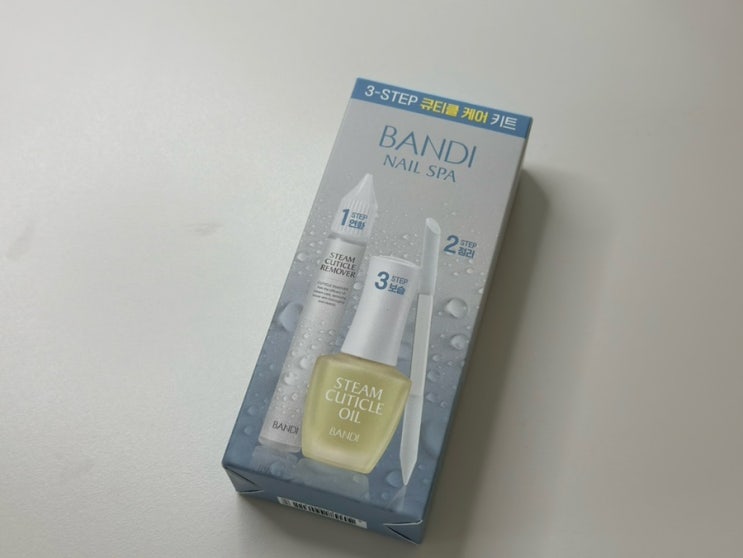 3-STEP 큐티클 케어 키트
BANDI
NAIL SPA
1 STEP
연화
STEAM
CUTICLE
REMOVER
BANDI
2 STEP
정리
3 STEP
보습
STEAM
CUTICLE
OIL
BANDI